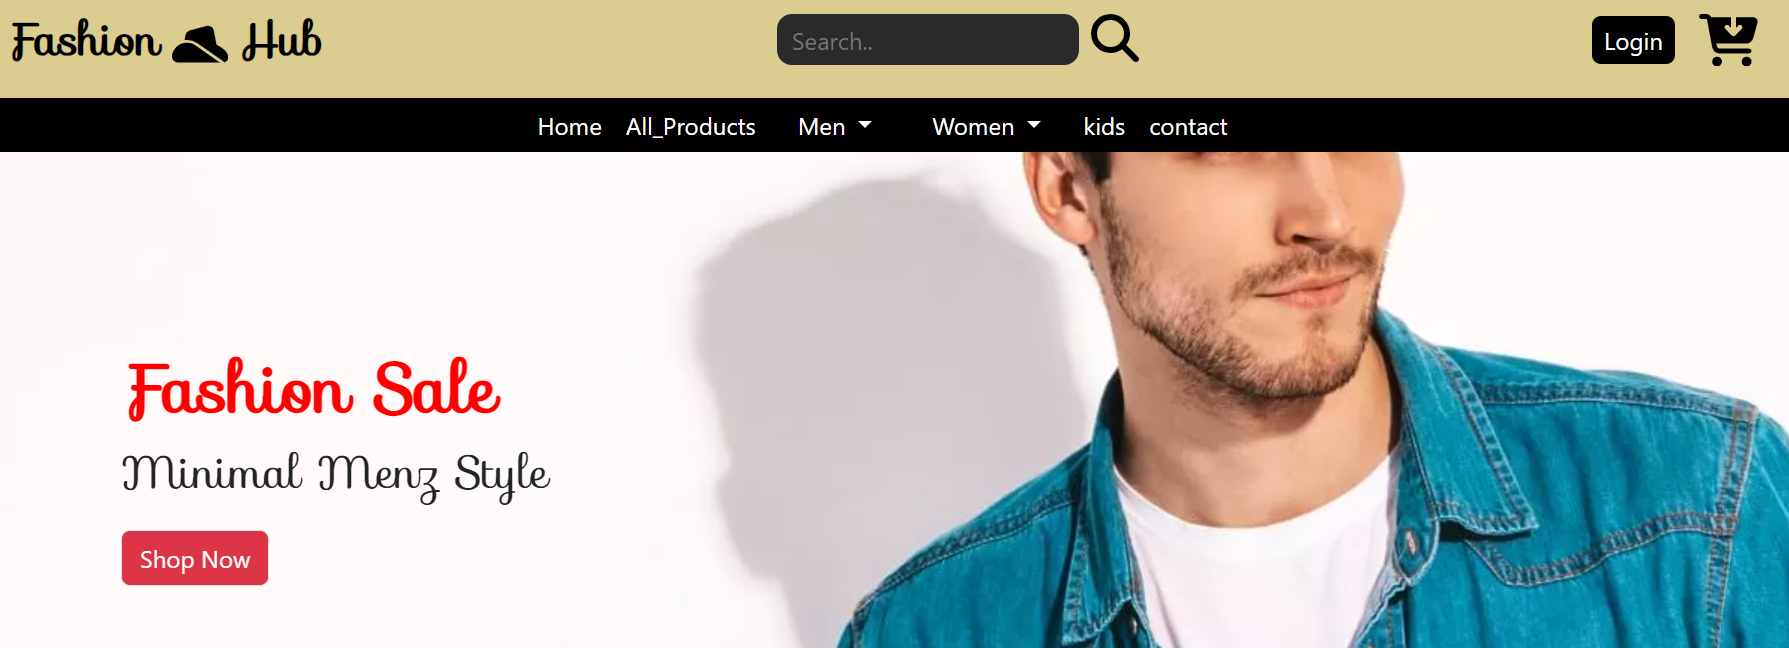 Fashion Hub
Search..
Login
Home All_Products Men Women kids contact
Fashion Sale
Minimal Menz Style
Shop Now